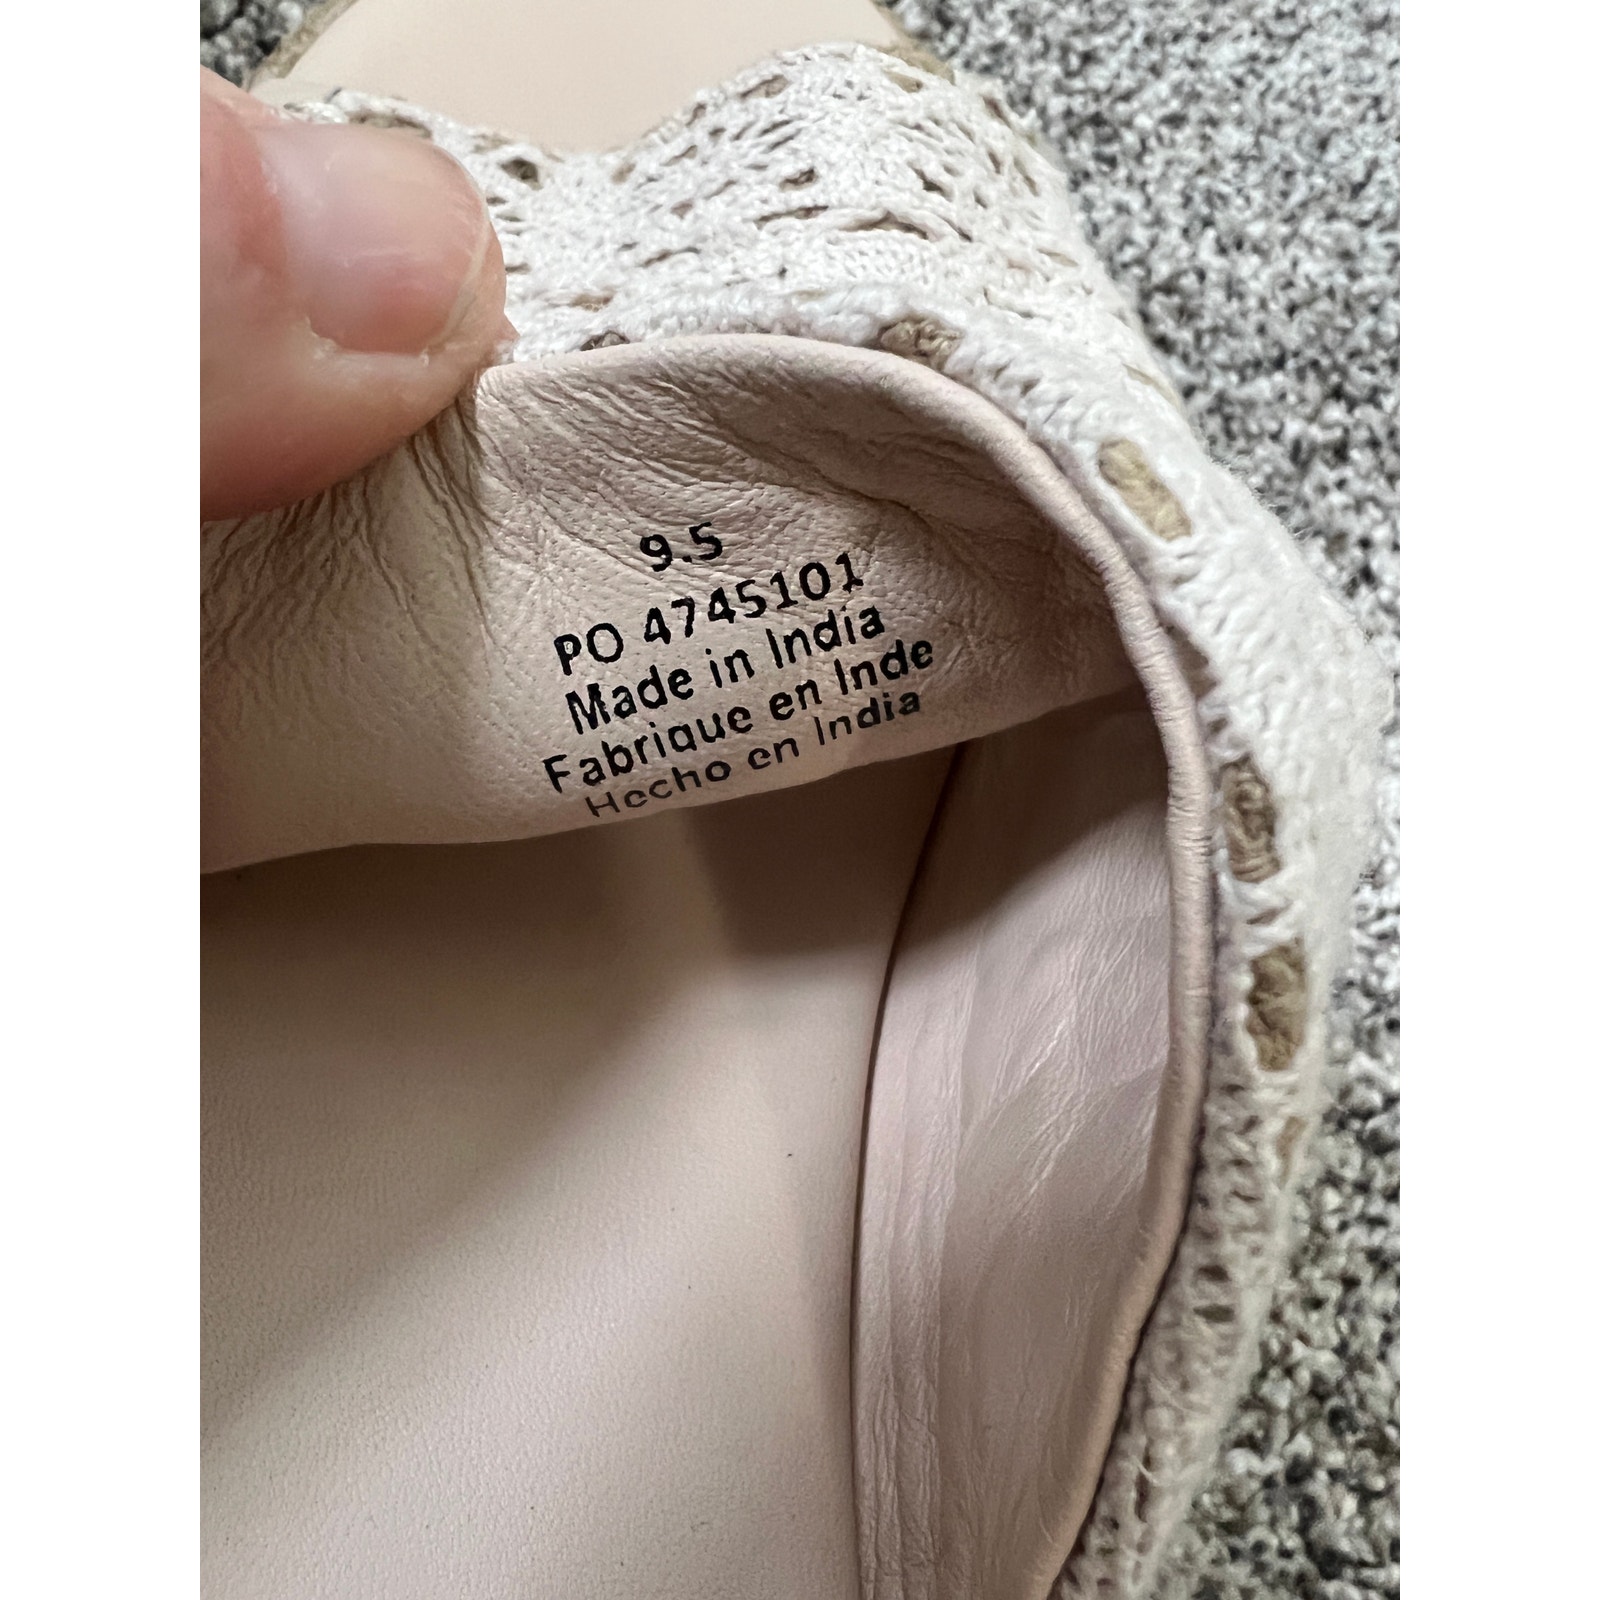 9.5
PO 4745101
Made in India
Fabrique en Inde
Hecho en India